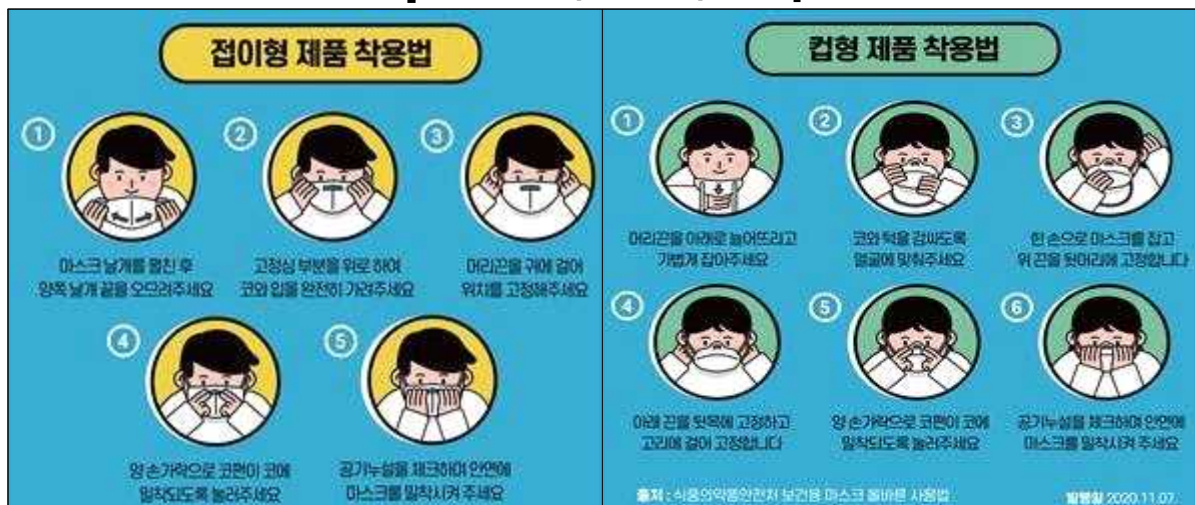 접이형 제품 착용법
1
마스크 날개를 펼친 후
양쪽 날개 끝을 오므려주세요
2
고정심 부분을 위로 하여
코와 입을 완전히 가려주세요
3
머리끈을 귀에 걸어
위치를 고정해주세요
4
양 손가락으로 코편이 코에
밀착되도록 눌러주세요
5
공기누설을 체크하여 안면에
마스크를 밀착시켜 주세요
컵형 제품 착용법
1
머리끈을 아래로 늘어뜨리고
가볍게 잡아주세요
2
코와 턱을 감싸도록
얼굴에 맞춰주세요
3
한 손으로 마스크를 잡고
위 끈을 뒷머리에 고정합니다
4
아래 끈을 뒷목에 고정하고
고리에 걸어 고정합니다
5
양 손가락으로 코편이 코에
밀착되도록 눌러주세요
6
공기누설을 체크하며 안면에
마스크를 밀착시켜 주세요
출처 : 식품의약품안전처 보건용 마스크 올바른 사용법
발행일 2020.11.07.